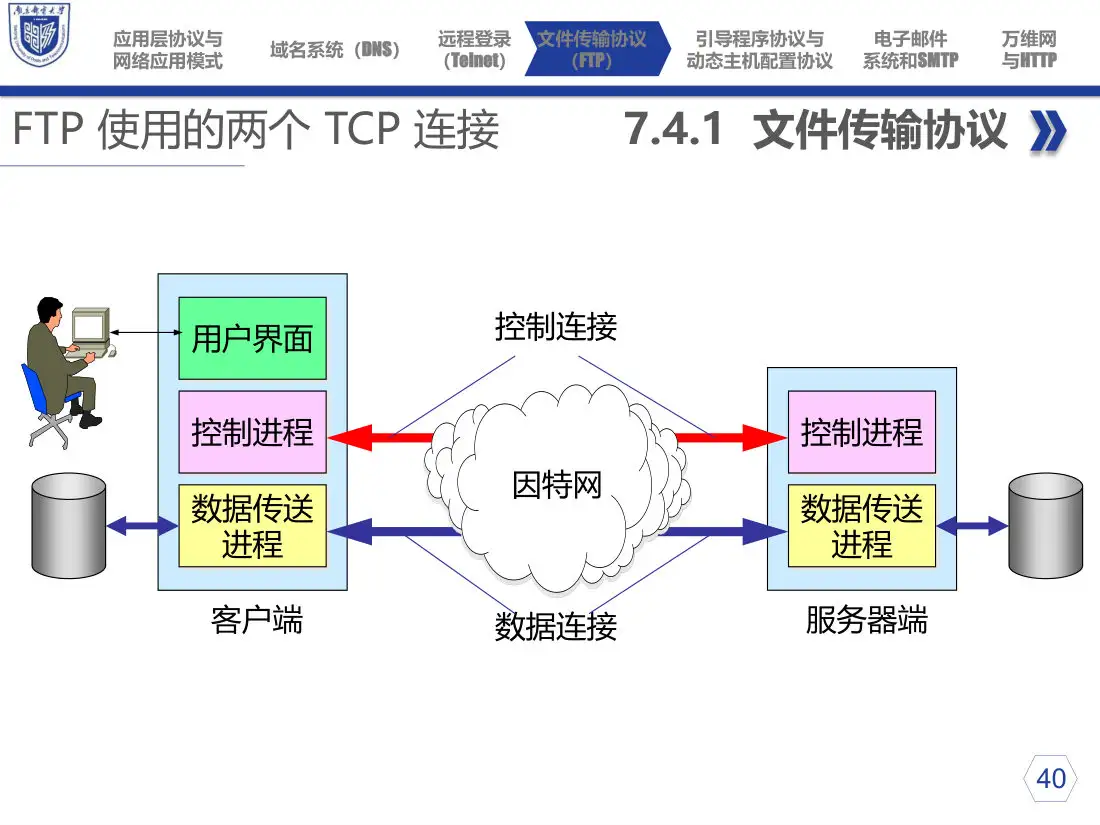 应用层协议与
网络应用模式
域名系统（DNS）
远程登录
（Telnet）
文件传输协议
（FTP）
引导程序协议与
动态主机配置协议
电子邮件
系统和SMTP
万维网
与HTTP
FTP 使用的两个 TCP 连接
7.4.1 文件传输协议
用户界面
控制进程
数据传送
进程
客户端
控制连接
因特网
数据连接
控制进程
数据传送
进程
服务器端
40